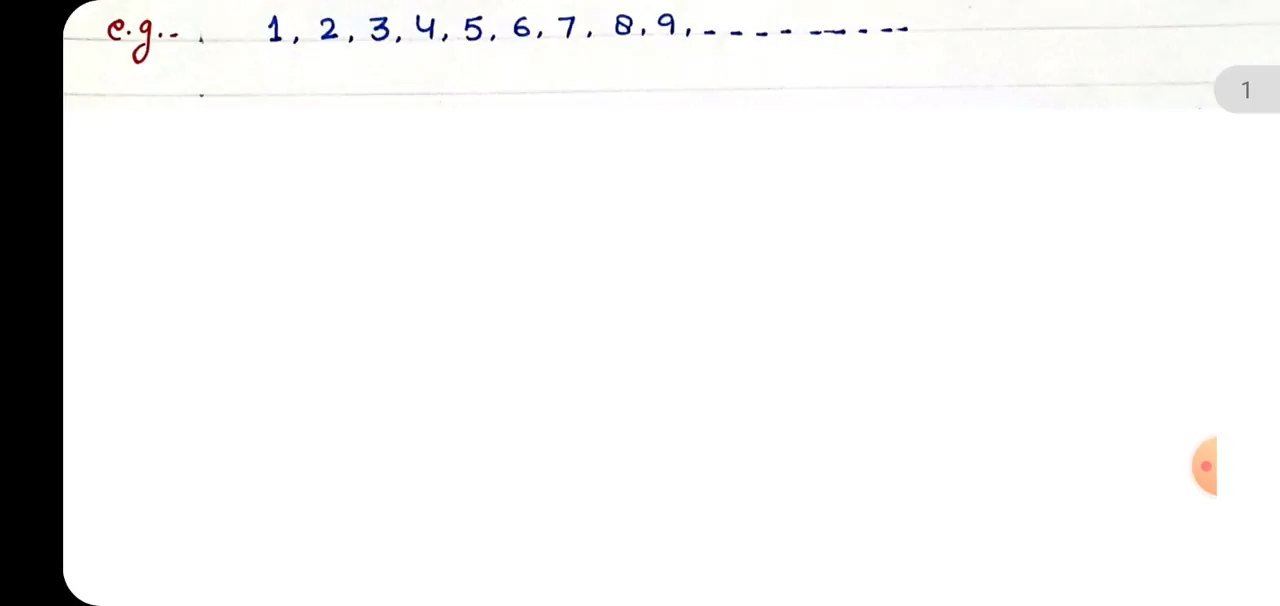 e.g.. 1, 2, 3, 4, 5, 6, 7, 8, 9, - - - - - - - - -
1